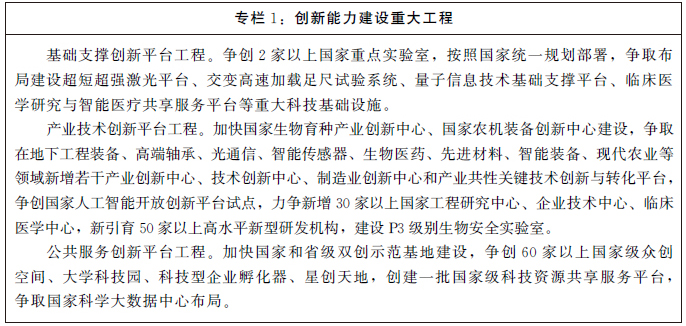 专栏1：创新能力建设重大工程
基础支撑创新平台工程。争创2家以上国家重点实验室，按照国家统一规划部署，争取布
局建设超短超强激光平台、交变高速加载足尺试验系统、量子信息技术基础支撑平台、临床医
学研究与智能医疗共享服务平台等重大科技基础设施。
产业技术创新平台工程。加快国家生物育种产业创新中心、国家农机装备创新中心建设，争取
在地下工程装备、高端轴承、光通信、智能传感器、生物医药、先进材料、智能装备、现代农业等
领域新增若干产业创新中心、技术创新中心、制造业创新中心和产业共性关键技术创新与转化平台，
争创国家人工智能开放创新平台试点，力争新增30家以上国家工程研究中心、企业技术中心、临床
医学中心，新引育50家以上高水平新型研发机构，建设P3级别生物安全实验室。
公共服务创新平台工程。加快国家和省级双创示范基地建设，争创60家以上国家级众创
空间、大学科技园、科技型企业孵化器、星创天地，创建一批国家级科技资源共享服务平台，
争取国家科学大数据中心布局。